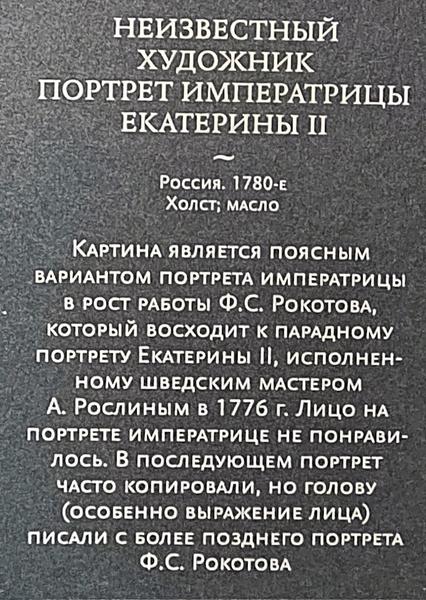 НЕИЗВЕСТНЫЙ
ХУДОЖНИК
ПОРТРЕТ ИМПЕРАТРИЦЫ
ЕКАТЕРИНЫ II
~
Россия. 1780-е
Холст; масло
Картина является поясным
вариантом портрета императрицы
в рост работы Ф.С. Рокотова,
который восходит к парадному
портрету Екатерины II, исполнен-
ному шведским мастером
А. Рослиным в 1776 г. Лицо на
портрете императрице не понрави-
лось. В последующем портрет
часто копировали, но голову
(особенно выражение лица)
писали с более позднего портрета
Ф.С. Рокотова